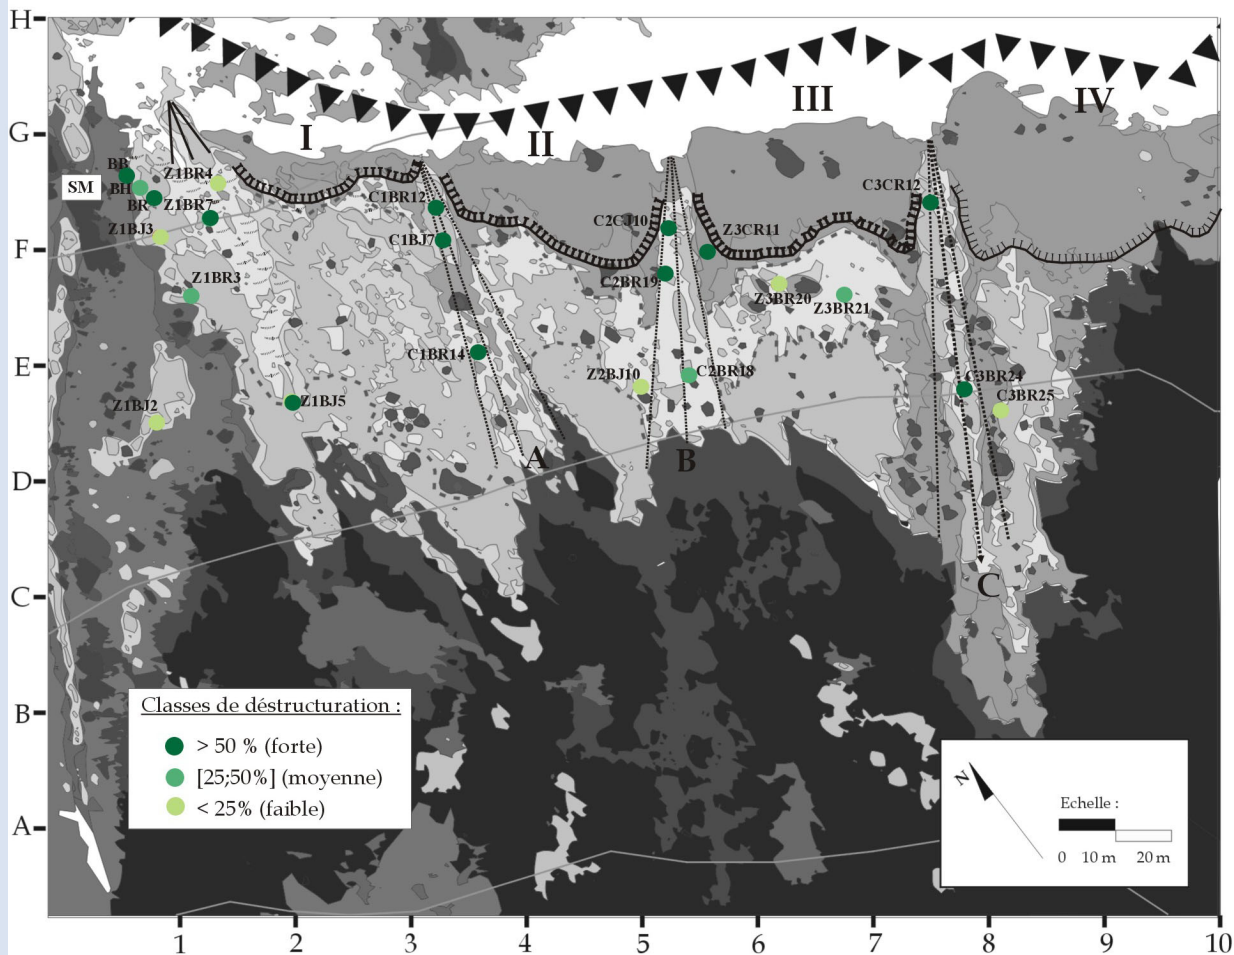 H
G
F
E
D
C
B
A
1 2 3 4 5 6 7 8 9 10
I
II
III
IV
SM
BB
BH
BR
Z1BR4
Z1BR7
Z1BJ3
Z1BR3
Z1BJ2
Z1BJ5
C1BR12
C1BJ7
C1BR14
C2CJ10
C2BR19
Z3CR11
Z2BJ10
C2BR18
Z3BR20
Z3BR21
C3CR12
C3BR24
C3BR25
A
B
C
Classes de déstructuration :
> 50 % (forte)
[25;50%] (moyenne)
< 25% (faible)
N
Echelle :
0 10 m 20 m